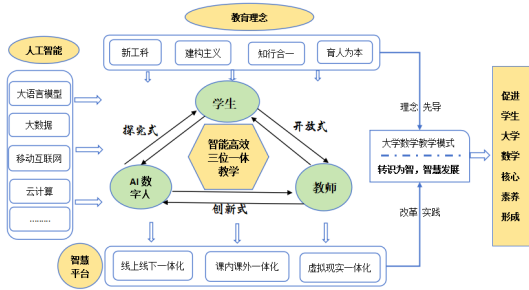 教育理念
人工智能
新工科
建构主义
知行合一
育人为本
大语言模型
大数据
移动互联网
云计算
………
学生
探究式
开放式
智能高效
三位一体
教学
AI 数
字人
教师
创新式
理念 先导
大学数学教学模式
转识为智，智慧发展
改革 实践
促进
学生
大学
数学
核心
素养
形成
智慧
平台
线上线下一体化
课内课外一体化
虚拟现实一体化